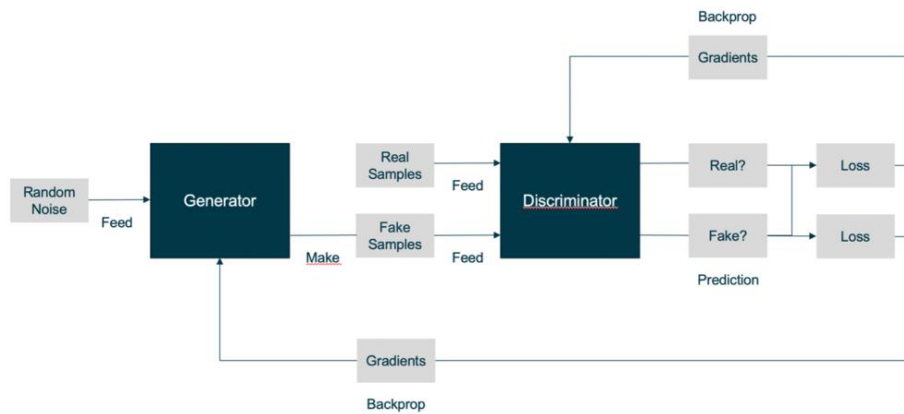 Backprop
Gradients
Real
Samples
Feed
Real?
Loss
Random
Noise
Feed
Generator
Discriminator
Make
Fake
Samples
Feed
Fake?
Loss
Prediction
Gradients
Backprop